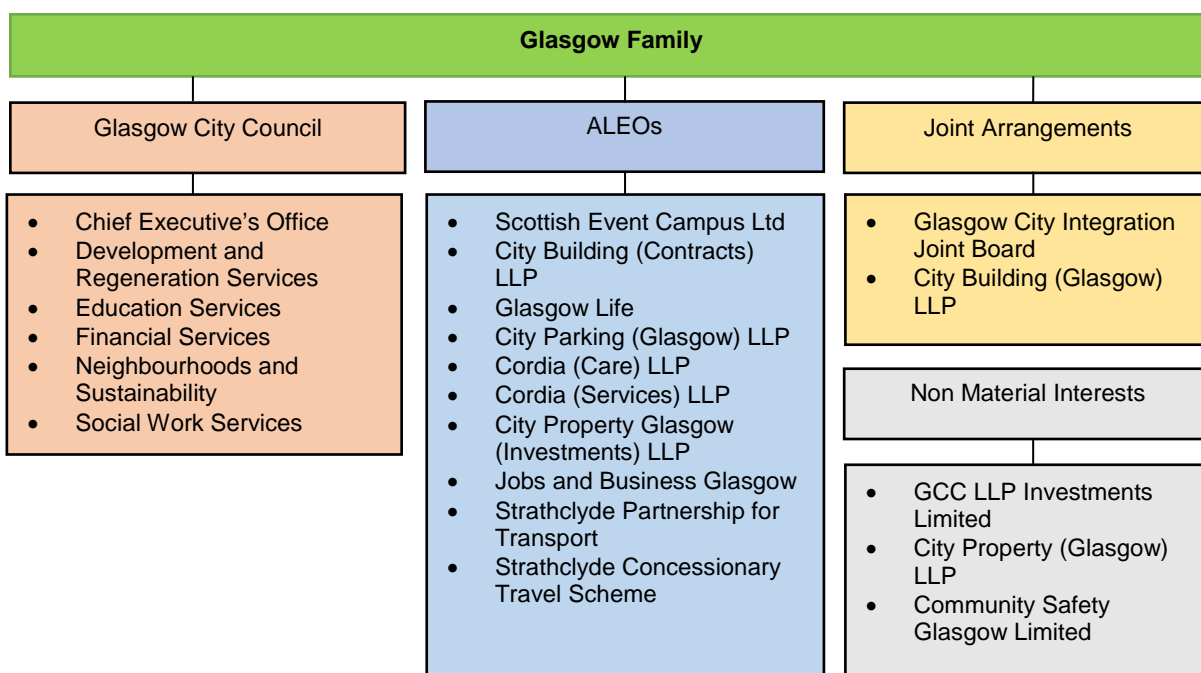 Glasgow Family
Glasgow City Council
• Chief Executive's Office
• Development and
Regeneration Services
• Education Services
• Financial Services
• Neighbourhoods and
Sustainability
• Social Work Services
ALEOs
• Scottish Event Campus Ltd
• City Building (Contracts)
LLP
• Glasgow Life
• City Parking (Glasgow) LLP
• Cordia (Care) LLP
• Cordia (Services) LLP
• City Property Glasgow
(Investments) LLP
• Jobs and Business Glasgow
• Strathclyde Partnership for
Transport
• Strathclyde Concessionary
Travel Scheme
Joint Arrangements
• Glasgow City Integration
Joint Board
• City Building (Glasgow)
LLP
Non Material Interests
• GCC LLP Investments
Limited
• City Property (Glasgow)
LLP
• Community Safety
Glasgow Limited